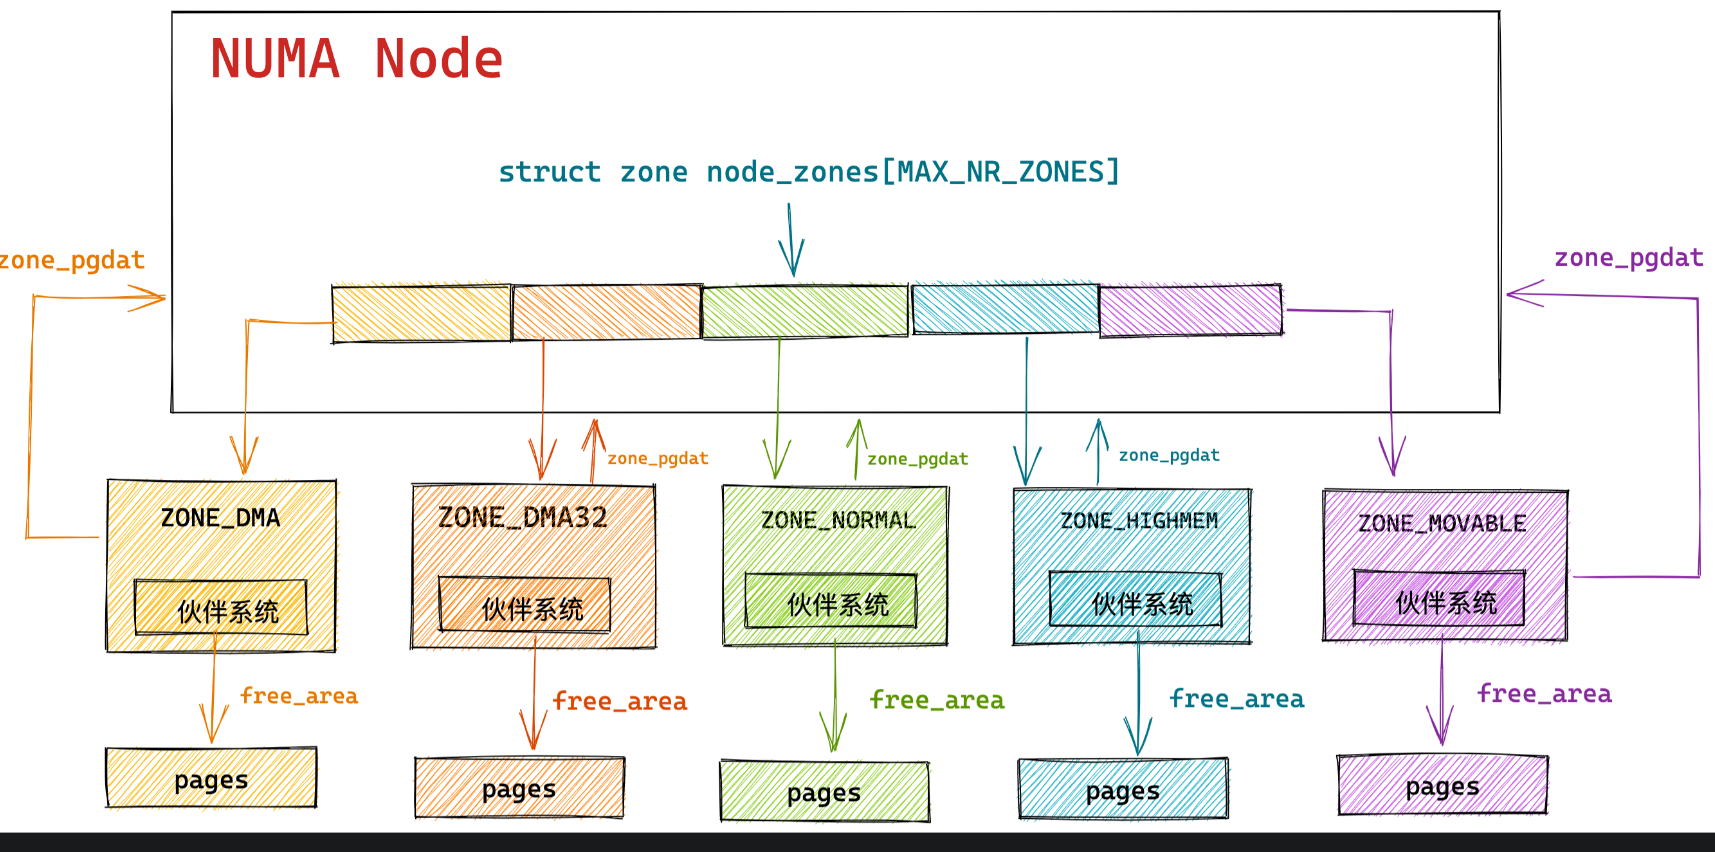 NUMA Node
struct zone node_zones[MAX_NR_ZONES]
zone_pgdat
zone_pgdat
zone_pgdat
zone_pgdat
zone_pgdat
ZONE_DMA
ZONE_DMA32
ZONE_NORMAL
ZONE_HIGHMEM
ZONE_MOVABLE
伙伴系统
伙伴系统
伙伴系统
伙伴系统
伙伴系统
free_area
free_area
free_area
free_area
free_area
pages
pages
pages
pages
pages